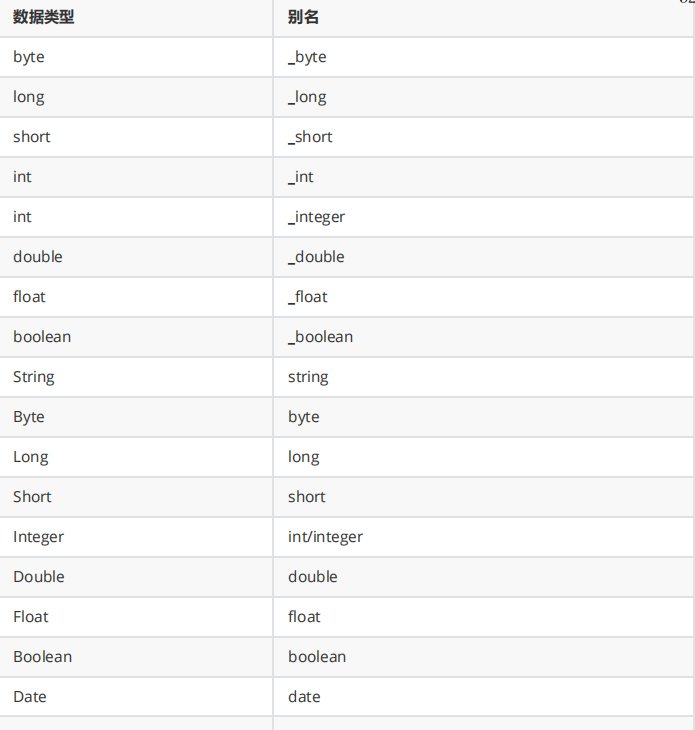 数据类型 别名
byte _byte
long _long
short _short
int _int
int _integer
double _double
float _float
boolean _boolean
String string
Byte byte
Long long
Short short
Integer int/integer
Double double
Float float
Boolean boolean
Date date